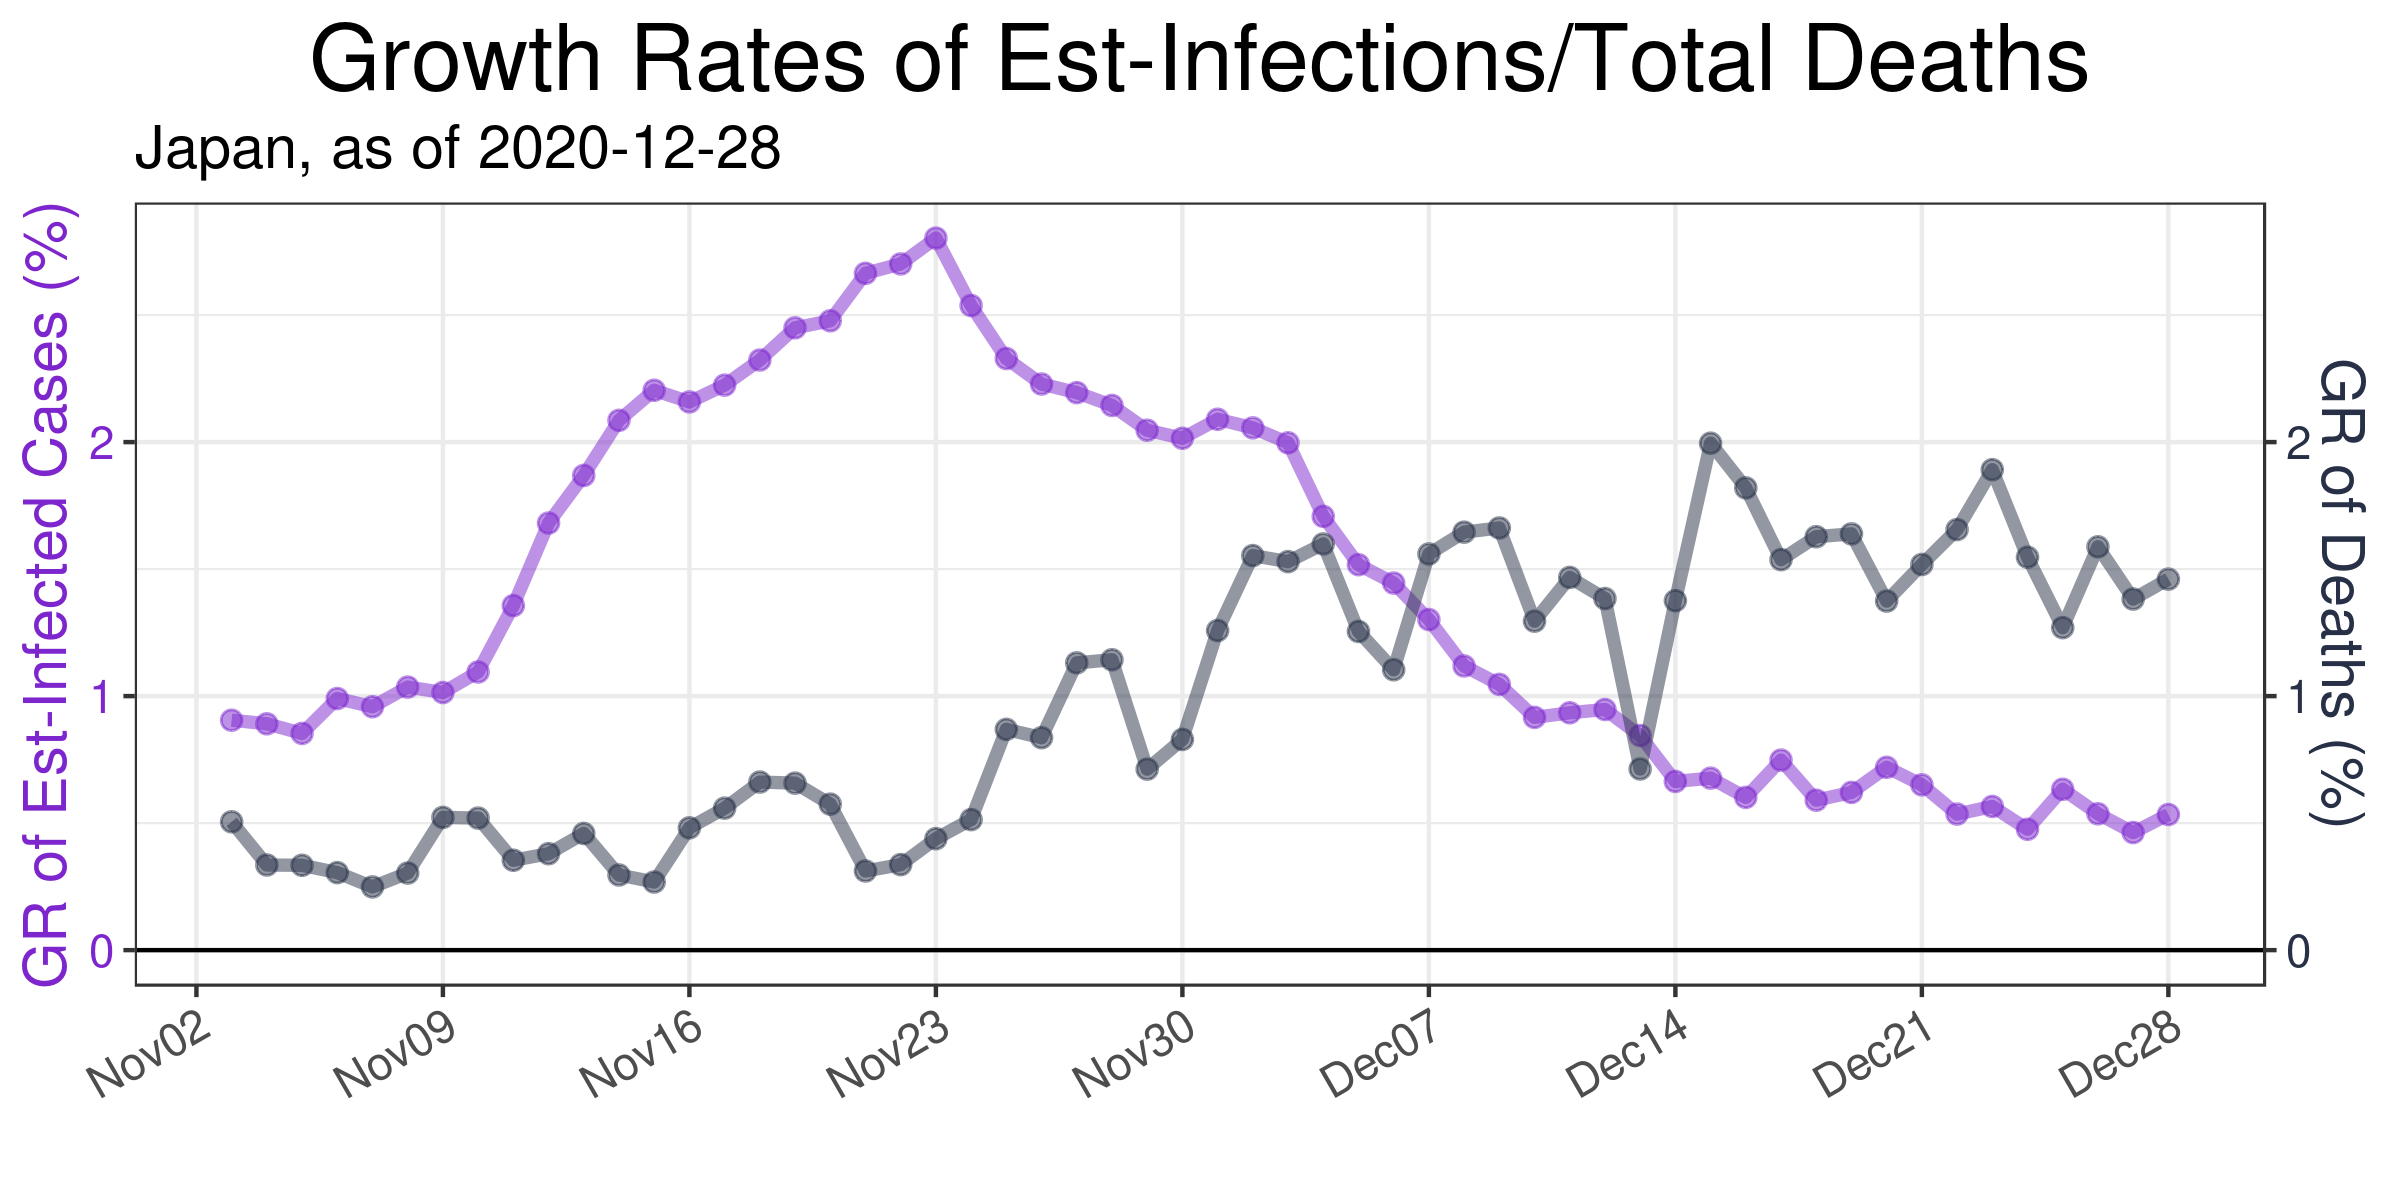 Growth Rates of Est-Infections/Total Deaths
Japan, as of 2020-12-28
GR of Est-Infected Cases (%)
2
1
0
2
1
0
GR of Deaths (%)
Nov02
Nov09
Nov16
Nov23
Nov30
Dec07
Dec14
Dec21
Dec28